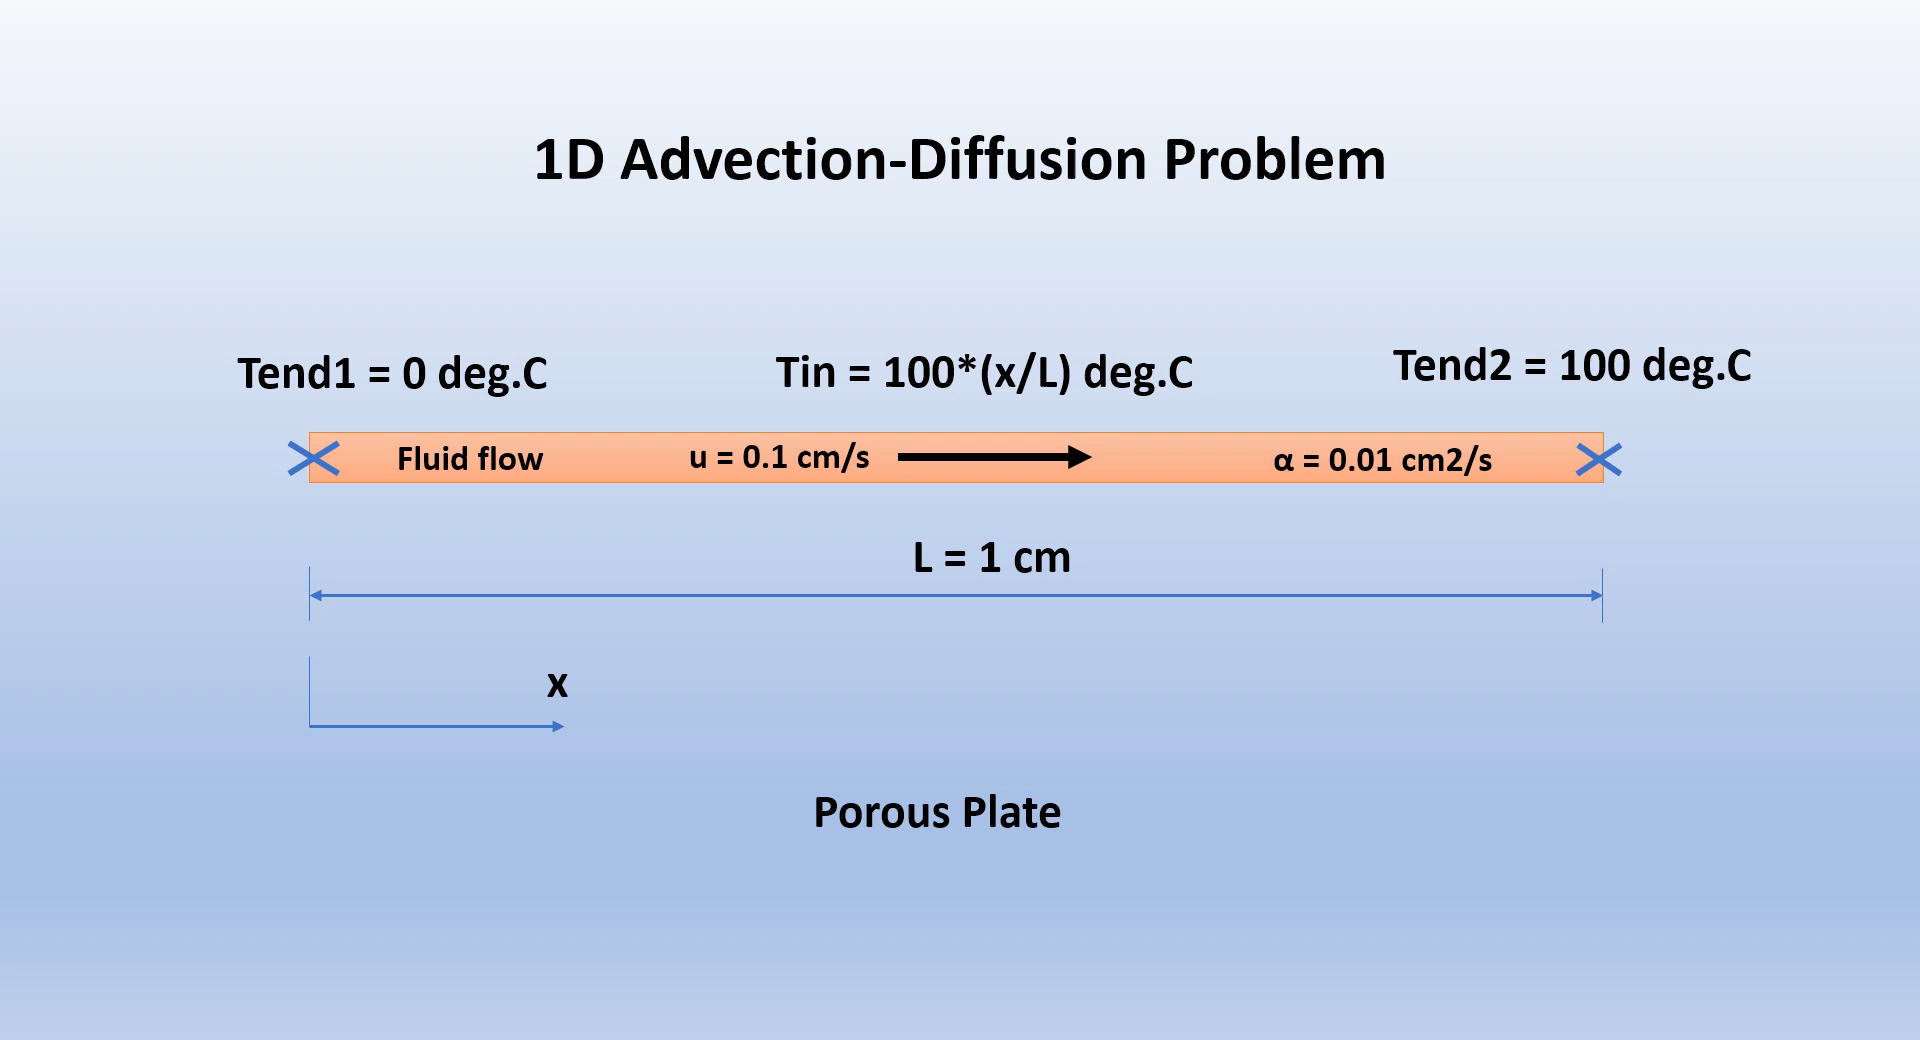 1D Advection-Diffusion Problem
Tend1 = 0 deg.C
Tin = 100*(x/L) deg.C
Tend2 = 100 deg.C
Fluid flow
u = 0.1 cm/s
α = 0.01 cm2/s
L = 1 cm
x
Porous Plate